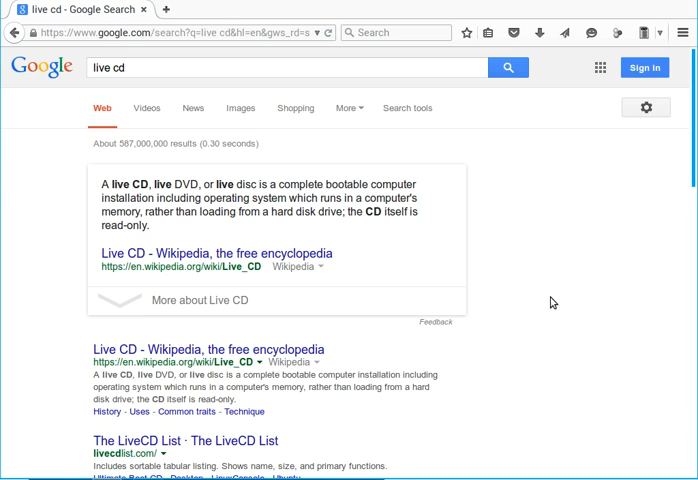 live cd - Google Search
https://www.google.com/search?q=live cd&hl=en&gws_rd=s
Search
Google
live cd
Sign in
Web Videos News Images Shopping More Search tools
About 587,000,000 results (0.30 seconds)
A live CD, live DVD, or live disc is a complete bootable computer
installation including operating system which runs in a computer's
memory, rather than loading from a hard disk drive; the CD itself is
read-only.
Live CD - Wikipedia, the free encyclopedia
https://en.wikipedia.org/wiki/Live_CD Wikipedia
More about Live CD
Feedback
Live CD - Wikipedia, the free encyclopedia
https://en.wikipedia.org/wiki/Live_CD Wikipedia
A live CD, live DVD, or live disc is a complete bootable computer installation including
operating system which runs in a computer's memory, rather than loading from a hard
disk drive; the CD itself is read-only.
History - Uses - Common traits - Technique
The LiveCD List · The LiveCD List
livecdlist.com/
Includes sortable tabular listing. Shows name, size, and primary functions.
Ultimate Boot CD - Desktop - LinuxConsole - Ubuntu